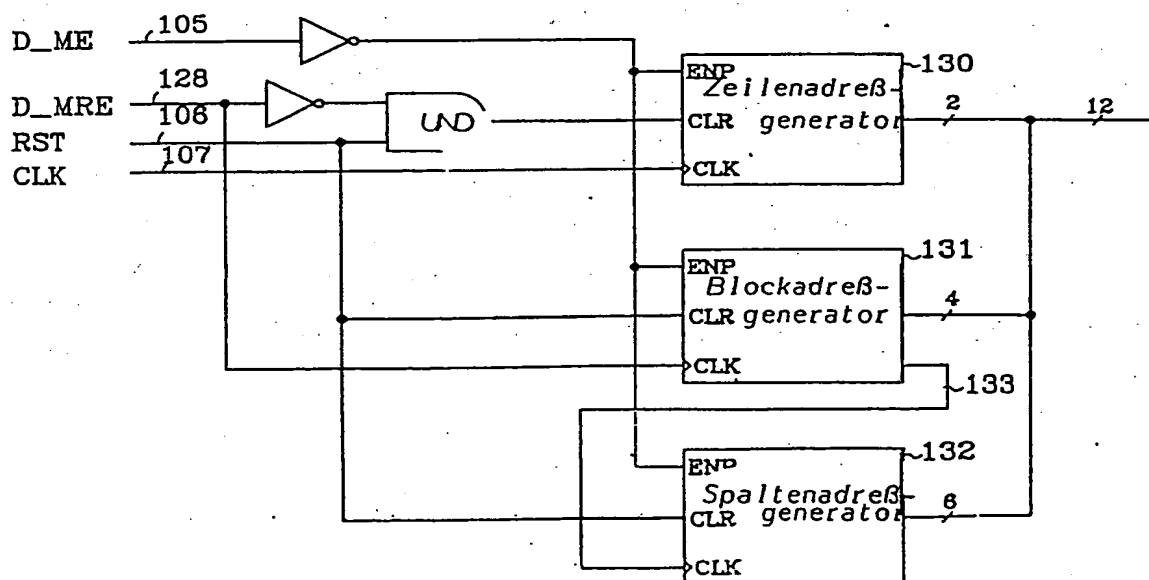 D_ME
105
D_MRE
128
RST
106
CLK
107
UND
ENP
Zeilenadreß-
generator
CLR
CLK
130
2
12
ENP
Blockadreß-
generator
CLR
CLK
131
4
133
ENP
Spaltenadreß-
generator
CLR
CLK
132
6